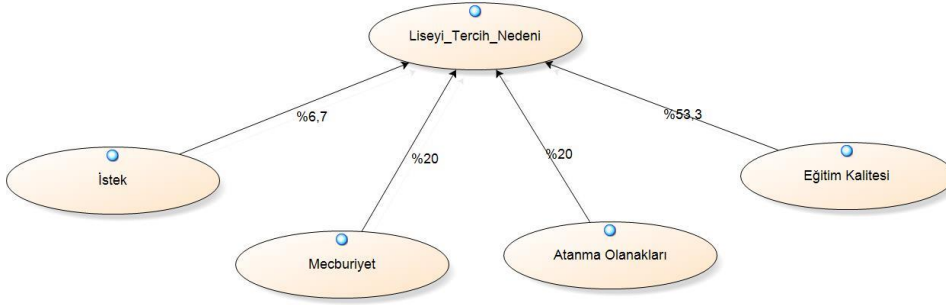 Liseyi_Tercih_Nedeni
%6,7
%53,3
%20
%20
İstek
Eğitim Kalitesi
Mecburiyet
Atanma Olanakları